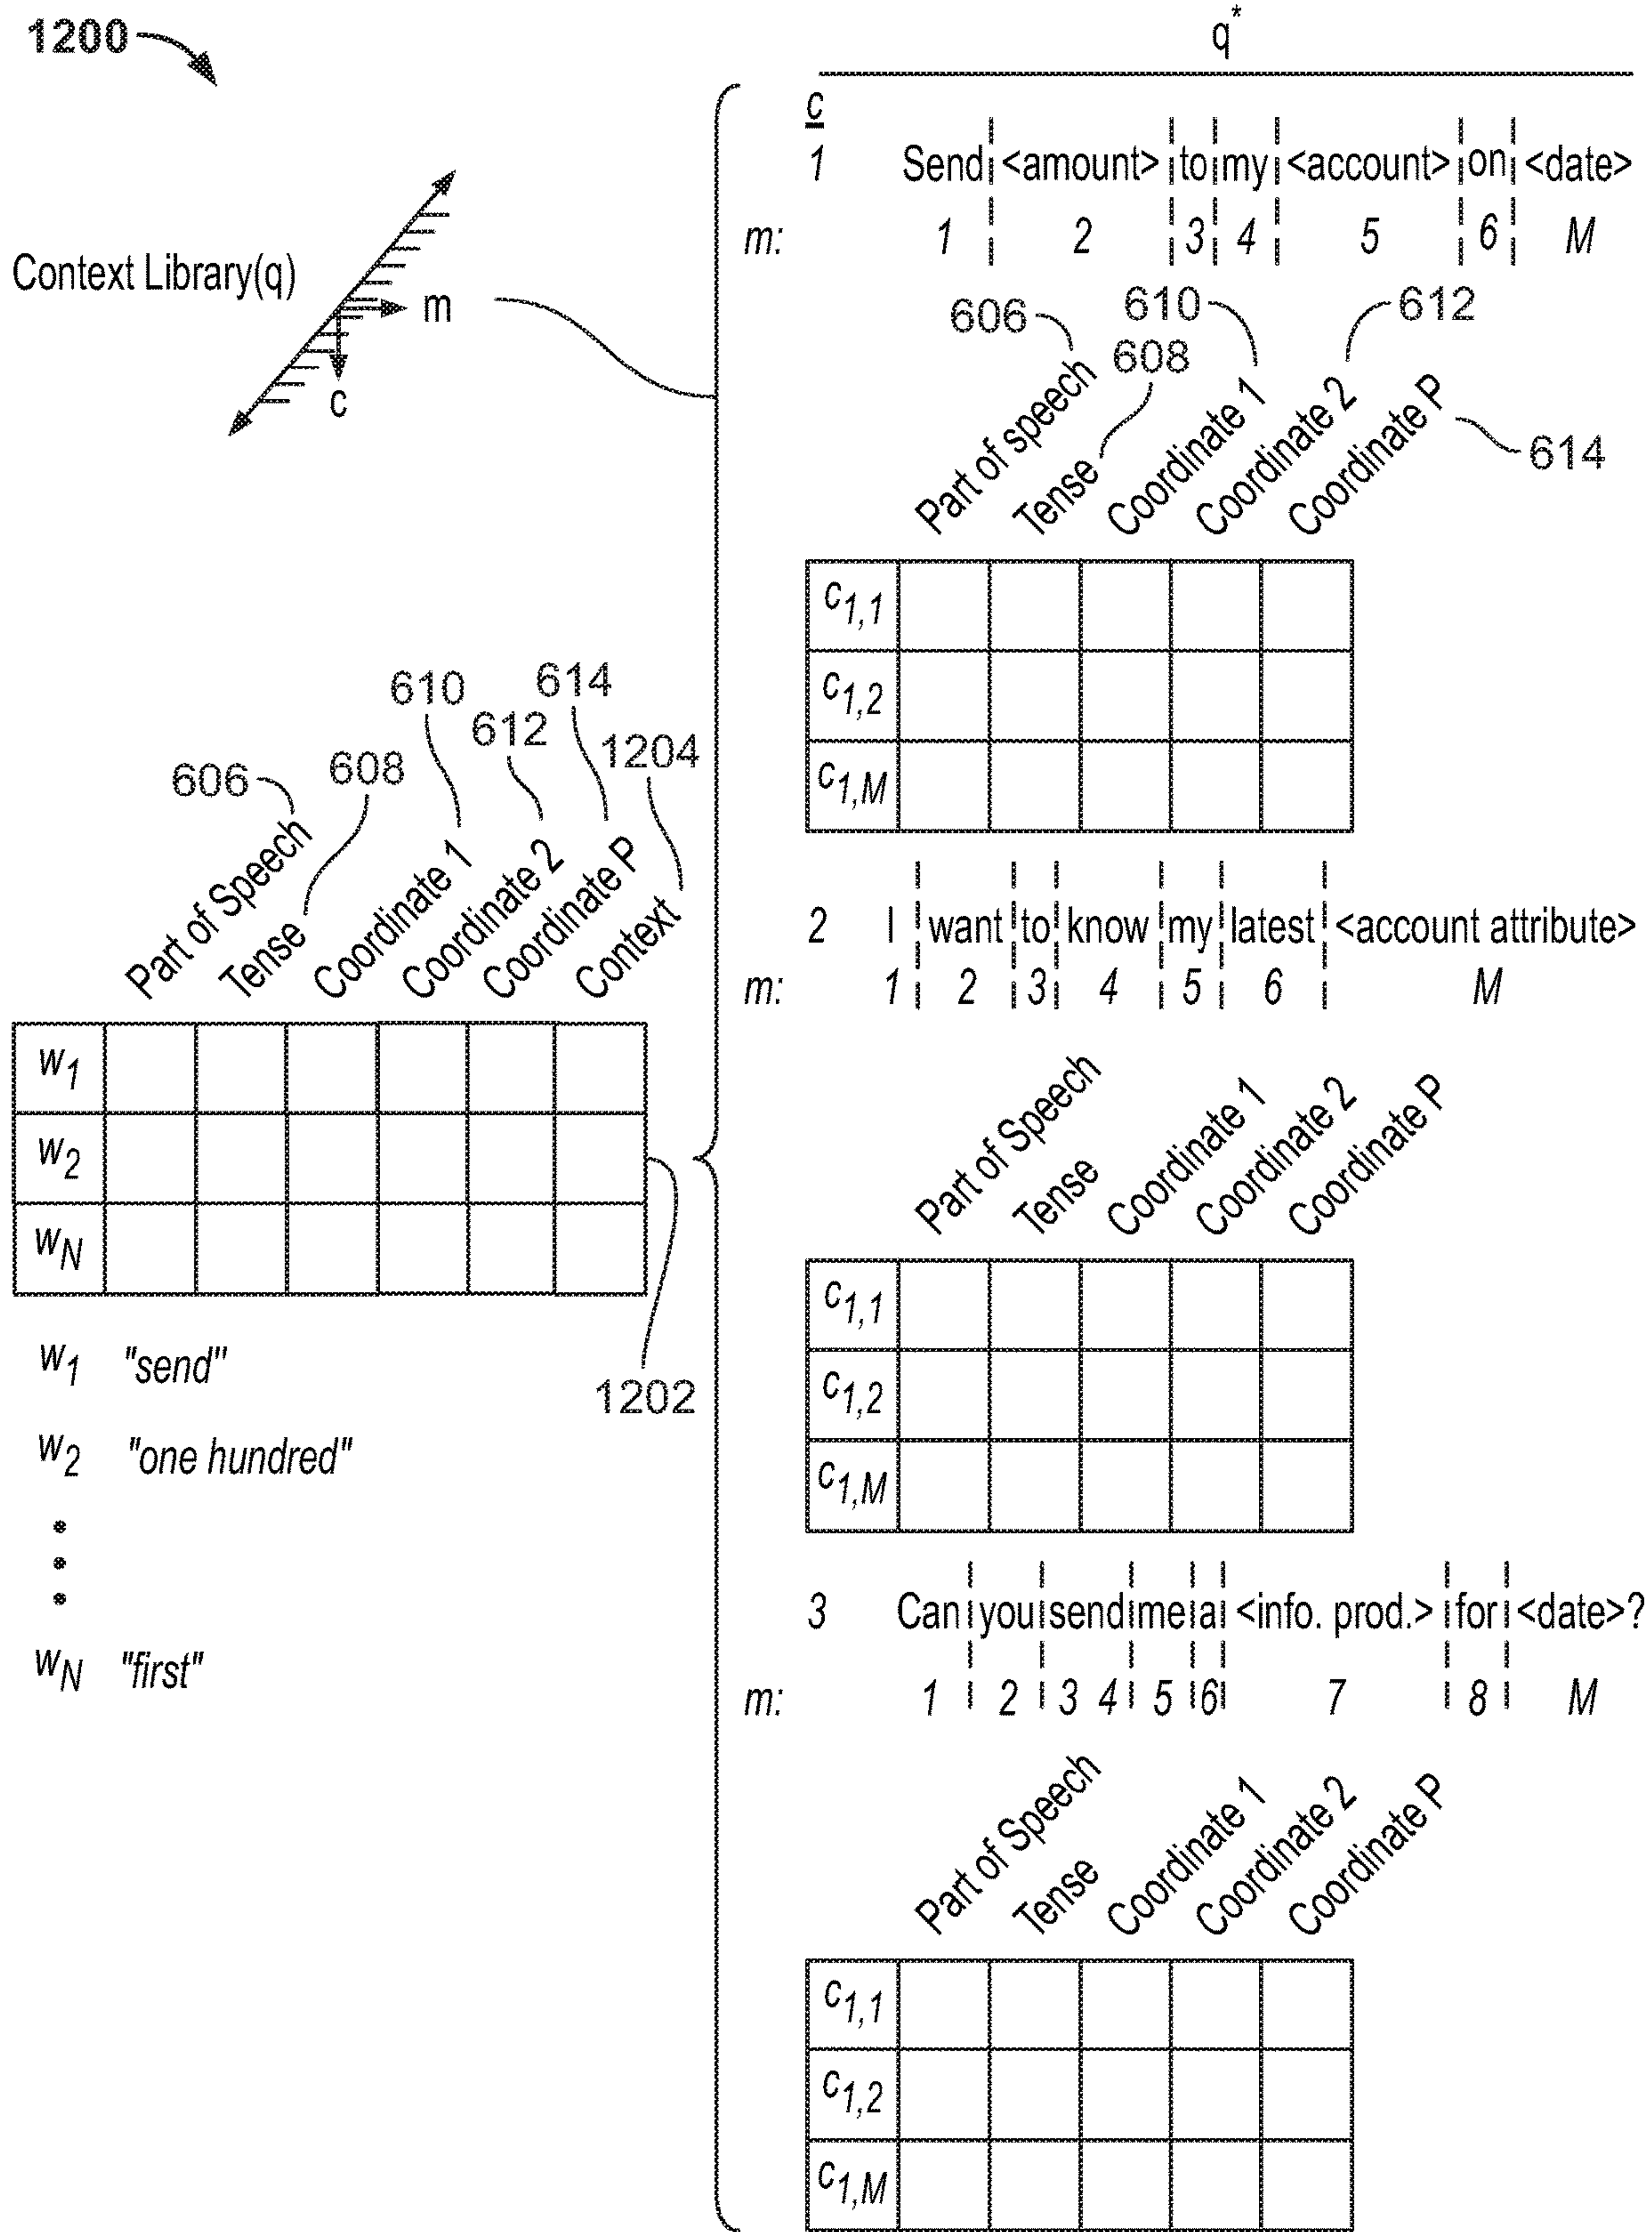 1200
Context Library(q)
m
c
606
608
610
612
614
1204
Part of Speech
Tense
Coordinate 1
Coordinate 2
Coordinate P
Context
w1
w2
wN
1202
w1 "send"
w2 "one hundred"
wN "first"
q*
c
1 Send <amount> to my <account> on <date>
m: 1 2 3 4 5 6 M
606
608
610
612
614
Part of speech
Tense
Coordinate 1
Coordinate 2
Coordinate P
c1,1
c1,2
c1,M
2 I want to know my latest <account attribute>
m: 1 2 3 4 5 6 M
Part of Speech
Tense
Coordinate 1
Coordinate 2
Coordinate P
c1,1
c1,2
c1,M
3 Can you send me a <info. prod.> for <date>?
m: 1 2 3 4 5 6 7 8 M
Part of Speech
Tense
Coordinate 1
Coordinate 2
Coordinate P
c1,1
c1,2
c1,M